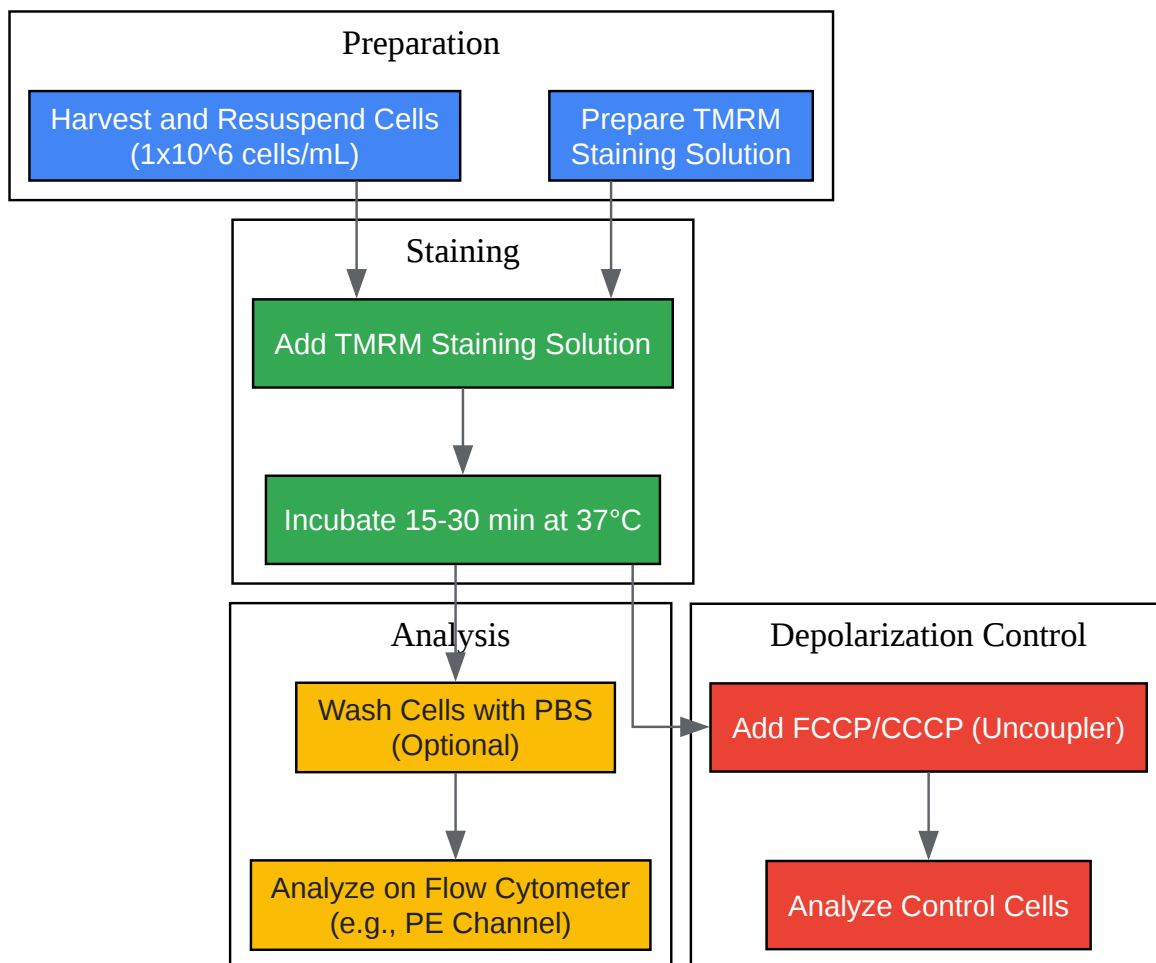 Preparation
Harvest and Resuspend Cells
(1x10^6 cells/mL)
Prepare TMRM
Staining Solution
Staining
Add TMRM Staining Solution
Incubate 15-30 min at 37°C
Analysis
Wash Cells with PBS
(Optional)
Analyze on Flow Cytometer
(e.g., PE Channel)
Depolarization Control
Add FCCP/CCCP (Uncoupler)
Analyze Control Cells